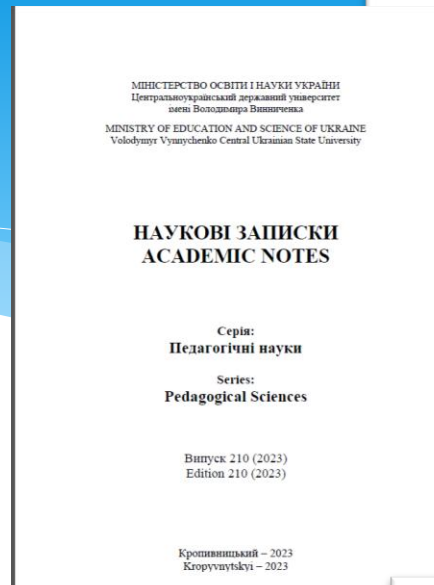 МІНІСТЕРСТВО ОСВІТИ І НАУКИ УКРАЇНИ
Центральноукраїнський державний університет
імені Володимира Винниченка
MINISTRY OF EDUCATION AND SCIENCE OF UKRAINE
Volodymyr Vynnychenko Central Ukrainian State University
НАУКОВІ ЗАПИСКИ
ACADEMIC NOTES
Серія:
Педагогічні науки
Series:
Pedagogical Sciences
Випуск 210 (2023)
Edition 210 (2023)
Кропивницький – 2023
Kropyvnytskyi – 2023